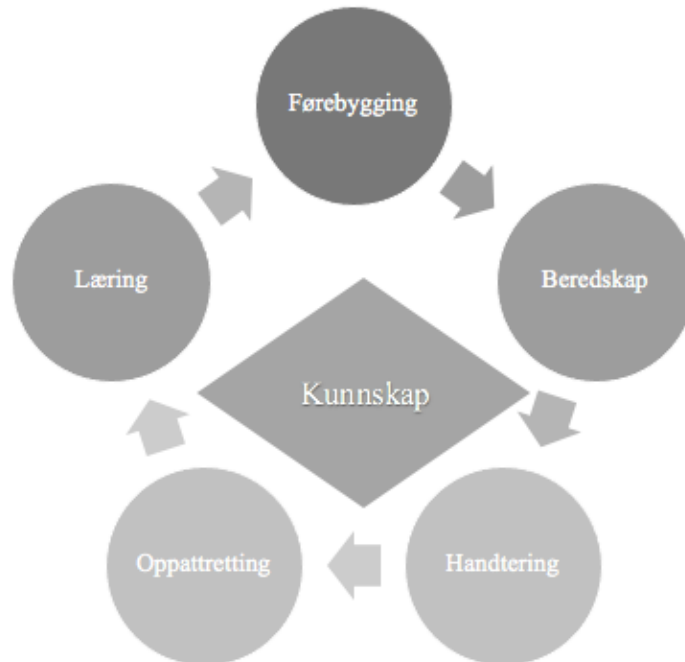 Førebygging
Læring
Beredskap
Kunnskap
Oppattretting
Handtering